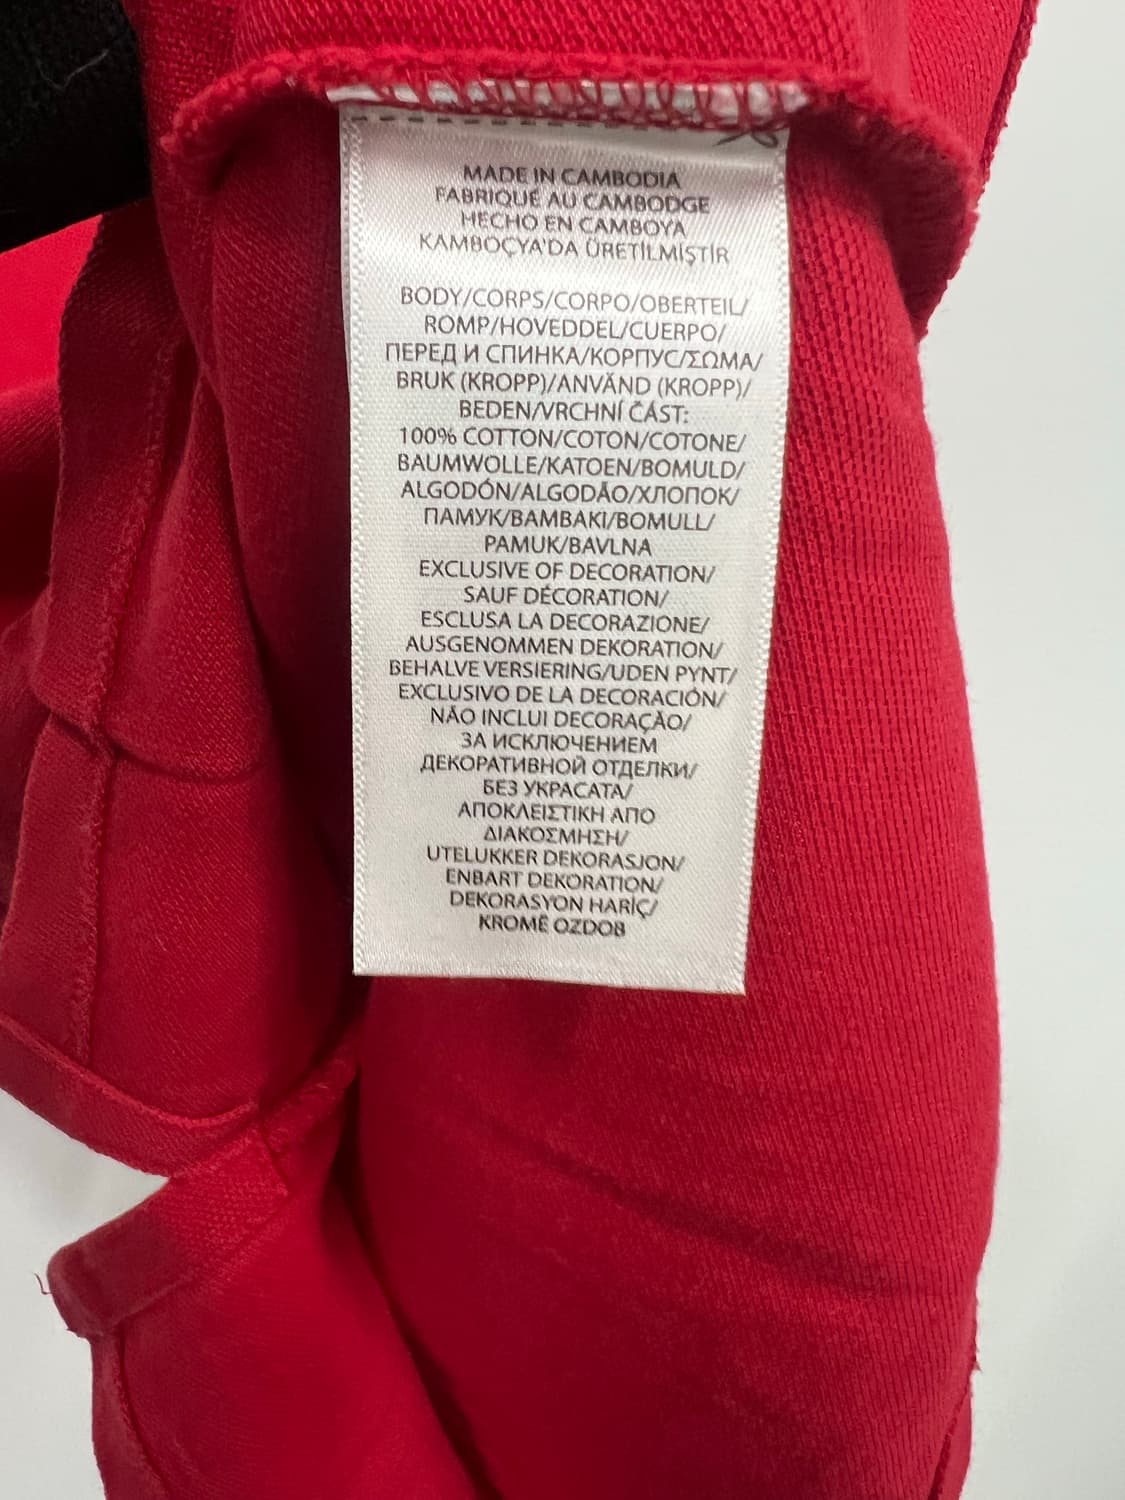 MADE IN CAMBODIA
FABRIQUÉ AU CAMBODGE
HECHO EN CAMBOYA
KAMBOÇYA'DA ÜRETİLMİŞTİR
BODY/CORPS/CORPO/OBERTEIL/
ROMP/HOVEDDEL/CUERPO/
ПЕРЕД И СПИНКА/КОРПУС/ΣΩΜΑ/
BRUK (KROPP)/ANVÄND (KROPP)/
BEDEN/VRCHNÍ ČÁST:
100% COTTON/COTON/COTONE/
BAUMWOLLE/KATOEN/BOMULD/
ALGODÓN/ALGODÃO/ХЛОПОК/
ПАМУК/ΒΑΜΒΑΚΙ/BOMULL/
PAMUK/BAVLNA
EXCLUSIVE OF DECORATION/
SAUF DÉCORATION/
ESCLUSA LA DECORAZIONE/
AUSGENOMMEN DEKORATION/
BEHALVE VERSIERING/UDEN PYNT/
EXCLUSIVO DE LA DECORACIÓN/
NÃO INCLUI DECORAÇÃO/
ЗА ИСКЛЮЧЕНИЕМ
ДЕКОРАТИВНОЙ ОТДЕЛКИ/
БЕЗ УКРАСАТА/
ΑΠΟΚΛΕΙΣΤΙΚΗ ΑΠΟ
ΔΙΑΚΟΣΜΗΣΗ/
UTELUKKER DEKORASJON/
ENBART DEKORATION/
DEKORASYON HARİÇ/
KROMĚ OZDOB